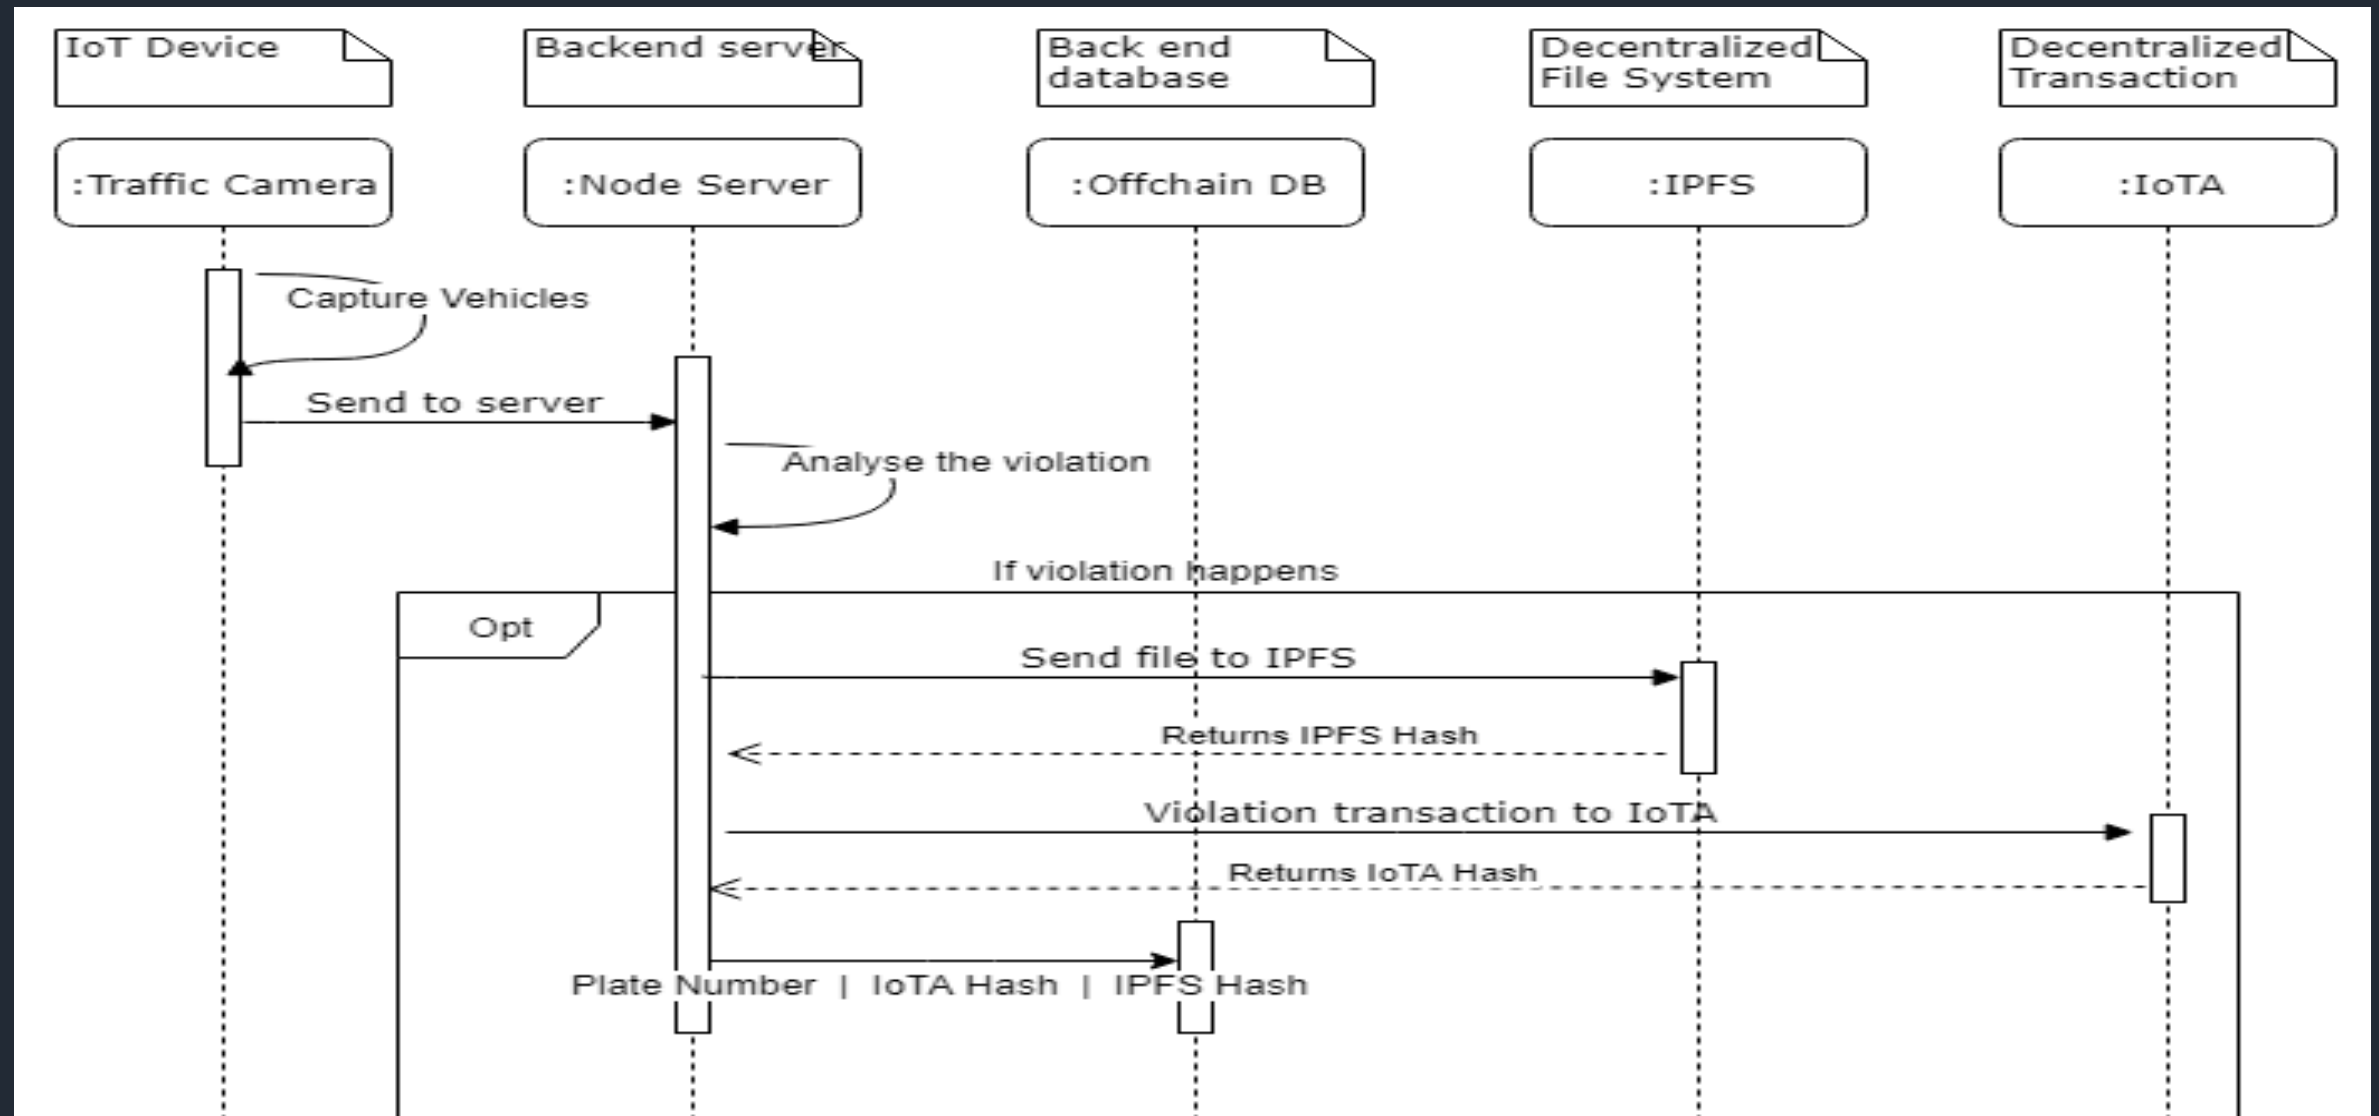 IoT Device
Backend server
Back end
database
Decentralized
File System
Decentralized
Transaction
:Traffic Camera
:Node Server
:Offchain DB
:IPFS
:IoTA
Capture Vehicles
Send to server
Analyse the violation
If violation happens
Opt
Send file to IPFS
Returns IPFS Hash
Violation transaction to IoTA
Returns IoTA Hash
Plate Number | IoTA Hash | IPFS Hash